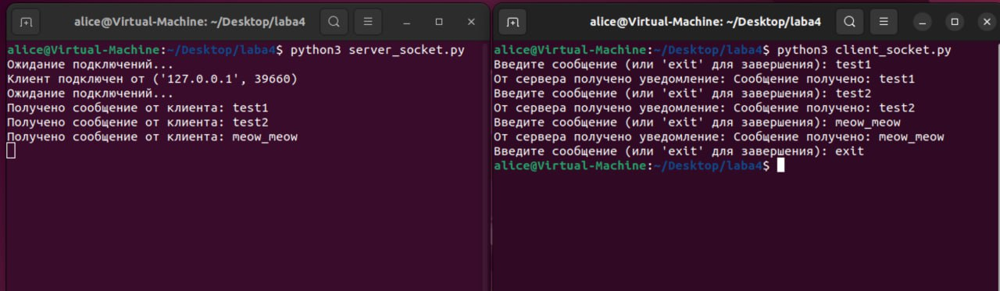 alice@Virtual-Machine: ~/Desktop/laba4
alice@Virtual-Machine:~/Desktop/laba4$ python3 server_socket.py
Ожидание подключений...
Клиент подключен от ('127.0.0.1', 39660)
Ожидание подключений...
Получено сообщение от клиента: test1
Получено сообщение от клиента: test2
Получено сообщение от клиента: meow_meow
alice@Virtual-Machine: ~/Desktop/laba4
alice@Virtual-Machine:~/Desktop/laba4$ python3 client_socket.py
Введите сообщение (или 'exit' для завершения): test1
От сервера получено уведомление: Сообщение получено: test1
Введите сообщение (или 'exit' для завершения): test2
От сервера получено уведомление: Сообщение получено: test2
Введите сообщение (или 'exit' для завершения): meow_meow
От сервера получено уведомление: Сообщение получено: meow_meow
Введите сообщение (или 'exit' для завершения): exit
alice@Virtual-Machine:~/Desktop/laba4$